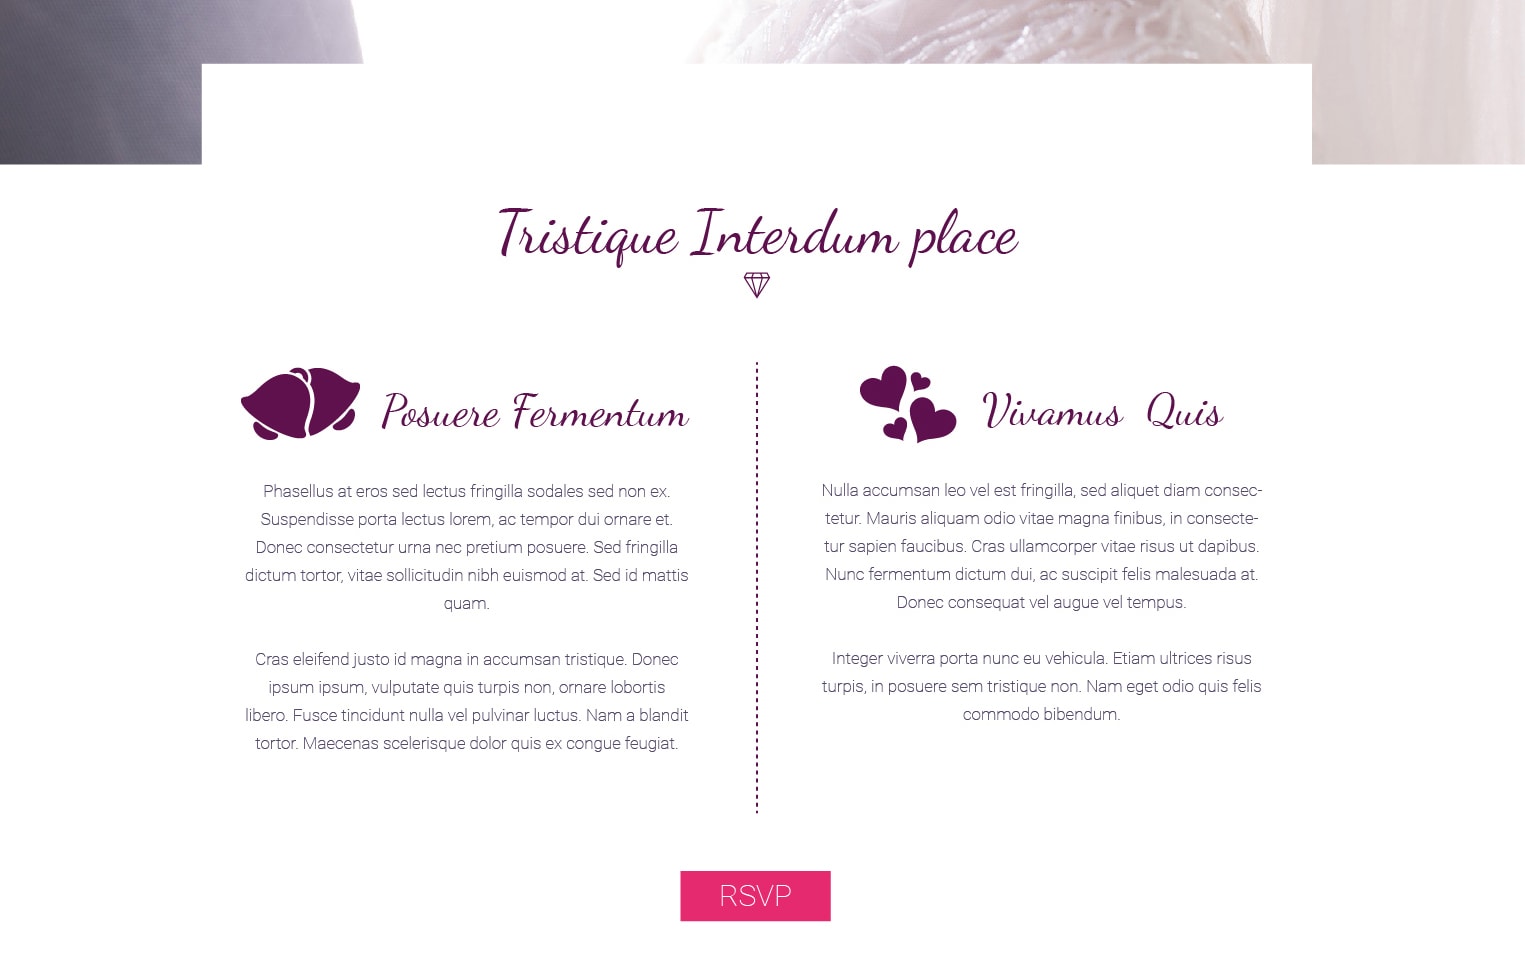 Tristique Interdum place
Posuere Fermentum
Phasellus at eros sed lectus fringilla sodales sed non ex.
Suspendisse porta lectus lorem, ac tempor dui ornare et.
Donec consectetur urna nec pretium posuere. Sed fringilla
dictum tortor, vitae sollicitudin nibh euismod at. Sed id mattis
quam.
Cras eleifend justo id magna in accumsan tristique. Donec
ipsum ipsum, vulputate quis turpis non, ornare lobortis
libero. Fusce tincidunt nulla vel pulvinar luctus. Nam a blandit
tortor. Maecenas scelerisque dolor quis ex congue feugiat.
Vivamus Quis
Nulla accumsan leo vel est fringilla, sed aliquet diam consec-
tetur. Mauris aliquam odio vitae magna finibus, in consecte-
tur sapien faucibus. Cras ullamcorper vitae risus ut dapibus.
Nunc fermentum dictum dui, ac suscipit felis malesuada at.
Donec consequat vel augue vel tempus.
Integer viverra porta nunc eu vehicula. Etiam ultrices risus
turpis, in posuere sem tristique non. Nam eget odio quis felis
commodo bibendum.
RSVP